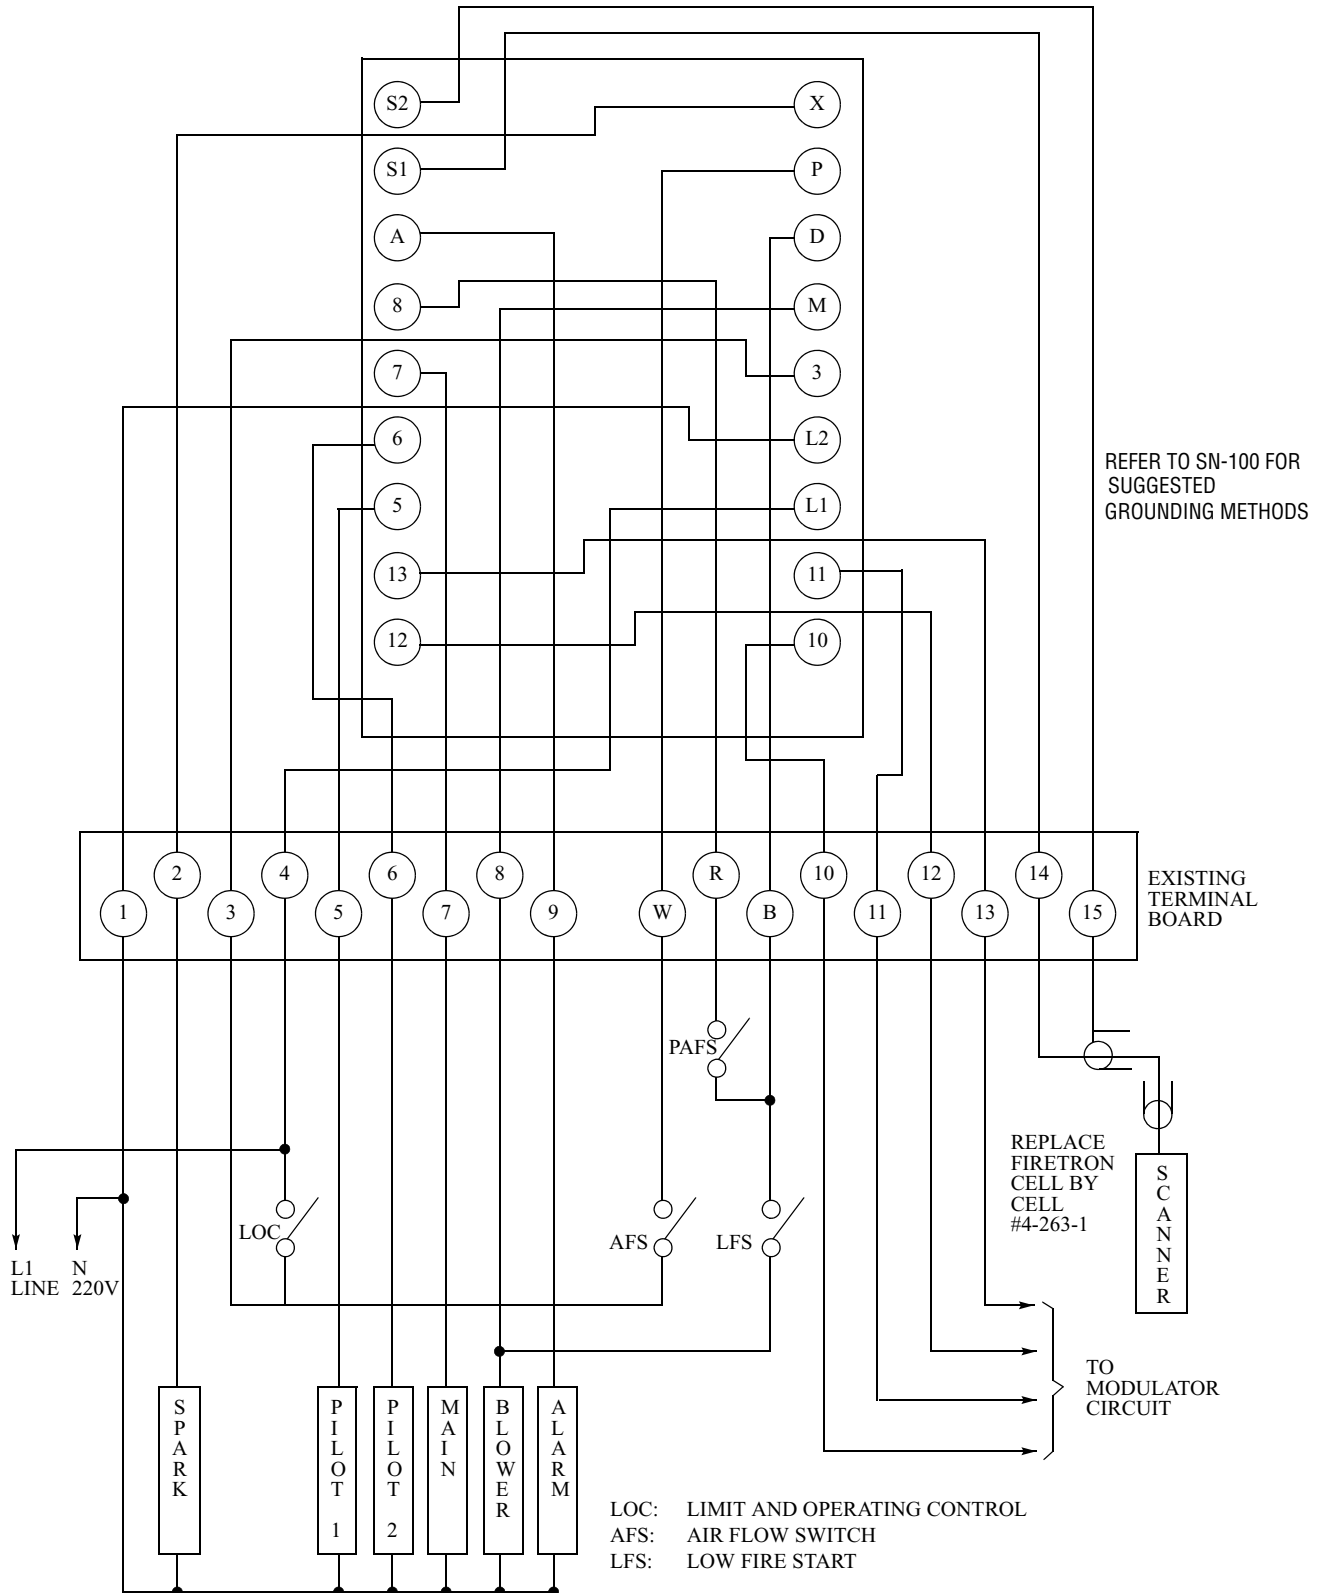 S2
X
S1
P
A
D
8
M
7
3
6
L2
5
L1
13
11
12
10
REFER TO SN-100 FOR
SUGGESTED
GROUNDING METHODS
2
4
6
8
R
10
12
14
1
3
5
7
9
W
B
11
13
15
EXISTING
TERMINAL
BOARD
PAFS
LOC
AFS
LFS
L1
LINE
N
220V
REPLACE
FIRETRON
CELL BY
CELL
#4-263-1
SCANNER
TO
MODULATOR
CIRCUIT
SPARK
PILOT 1
PILOT 2
MAIN
BLOWER
ALARM
LOC: LIMIT AND OPERATING CONTROL
AFS: AIR FLOW SWITCH
LFS: LOW FIRE START